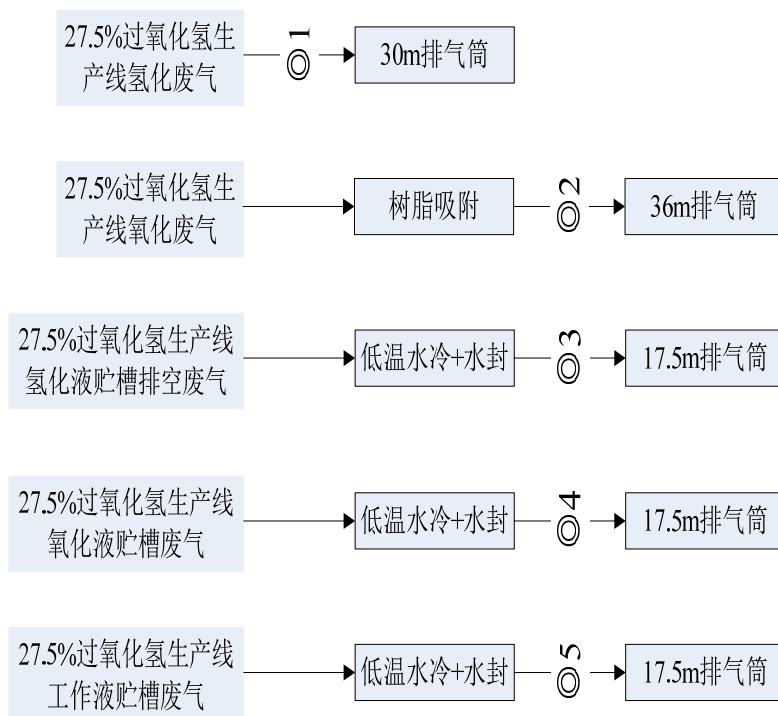 27.5%过氧化氢生
产线氢化废气
◎1
30m排气筒
27.5%过氧化氢生
产线氧化废气
树脂吸附
◎2
36m排气筒
27.5%过氧化氢生产线
氢化液贮槽排空废气
低温水冷+水封
◎3
17.5m排气筒
27.5%过氧化氢生产线
氧化液贮槽废气
低温水冷+水封
◎4
17.5m排气筒
27.5%过氧化氢生产线
工作液贮槽废气
低温水冷+水封
◎5
17.5m排气筒